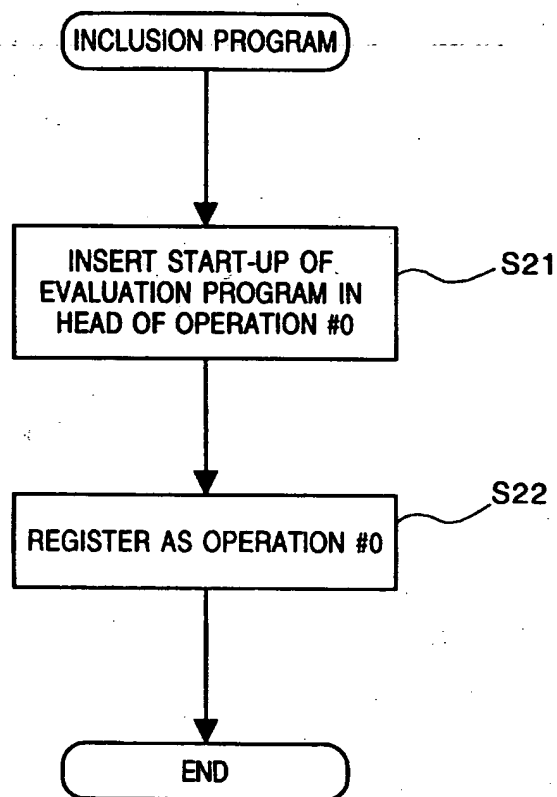 INCLUSION PROGRAM
INSERT START-UP OF
EVALUATION PROGRAM IN
HEAD OF OPERATION #0
S21
REGISTER AS OPERATION #0
S22
END